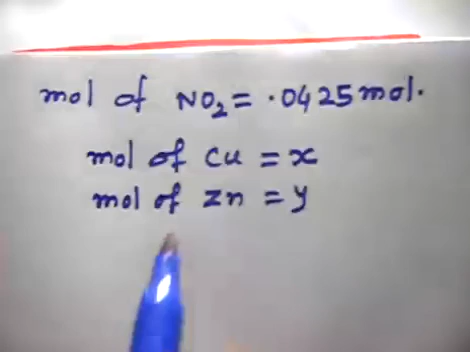 mol of NO₂ = .0425 mol.
mol of Cu = x
mol of Zn = y